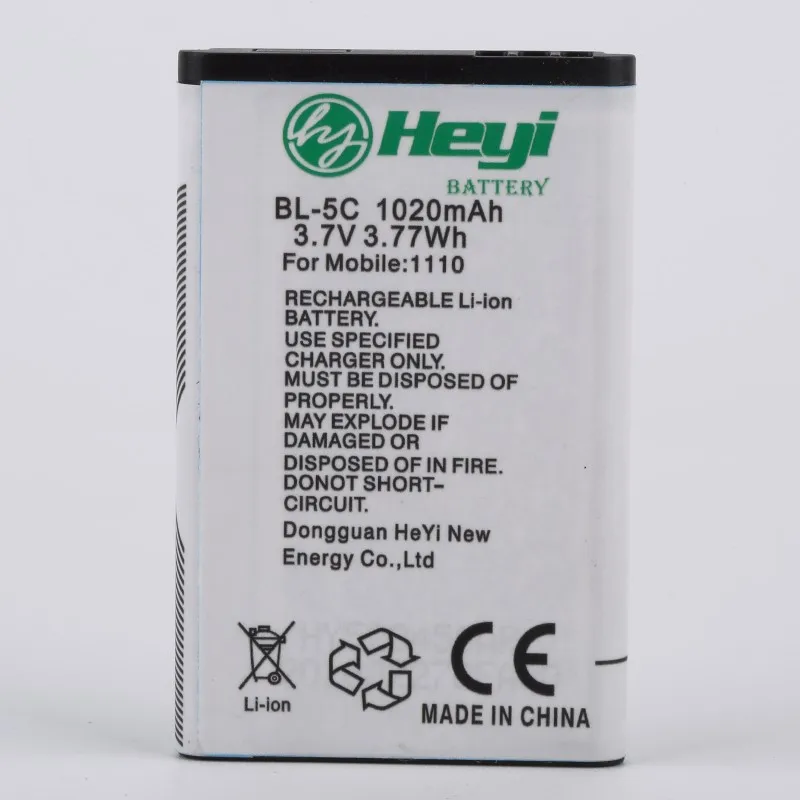 hy Heyi
BATTERY
BL-5C 1020mAh
3.7V 3.77Wh
For Mobile:1110
RECHARGEABLE Li-ion
BATTERY.
USE SPECIFIED
CHARGER ONLY.
MUST BE DISPOSED OF
PROPERLY.
MAY EXPLODE IF
DAMAGED OR
DISPOSED OF IN FIRE.
DONOT SHORT-
CIRCUIT.
Dongguan HeYi New
Energy Co.,Ltd
CE
Li-ion
MADE IN CHINA